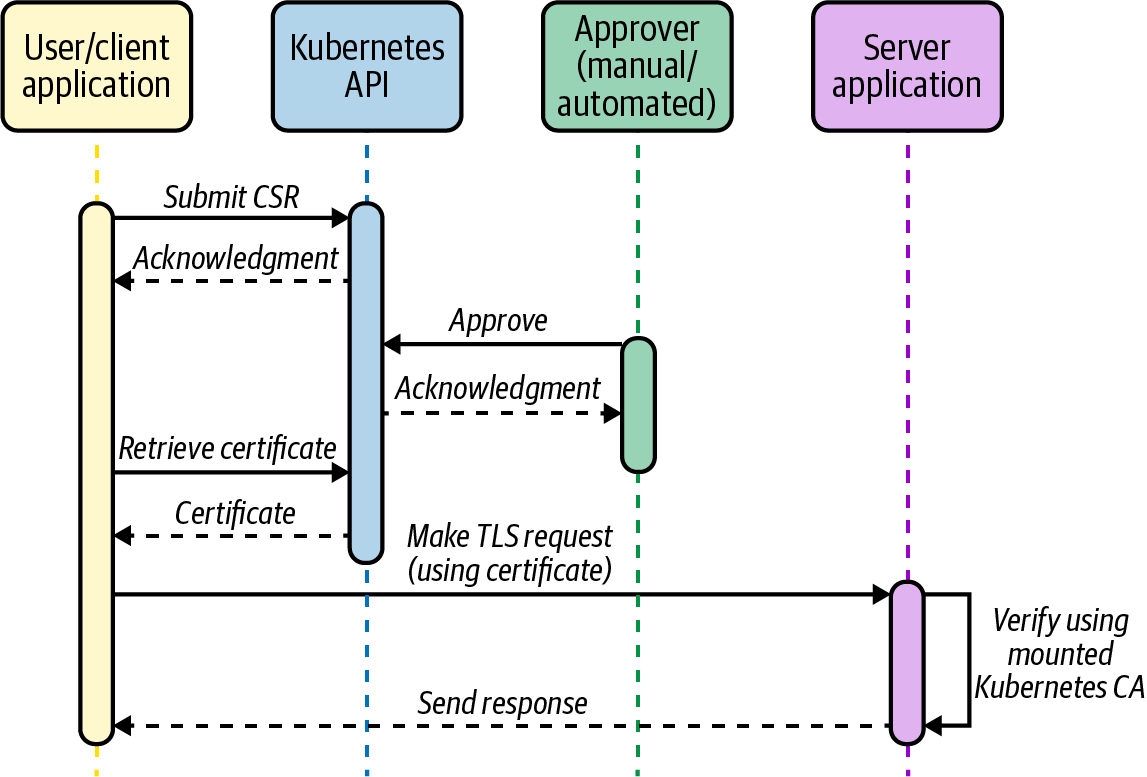 User/client
application
Kubernetes
API
Approver
(manual/
automated)
Server
application
Submit CSR
Acknowledgment
Approve
Acknowledgment
Retrieve certificate
Certificate
Make TLS request
(using certificate)
Verify using
mounted
Kubernetes CA
Send response